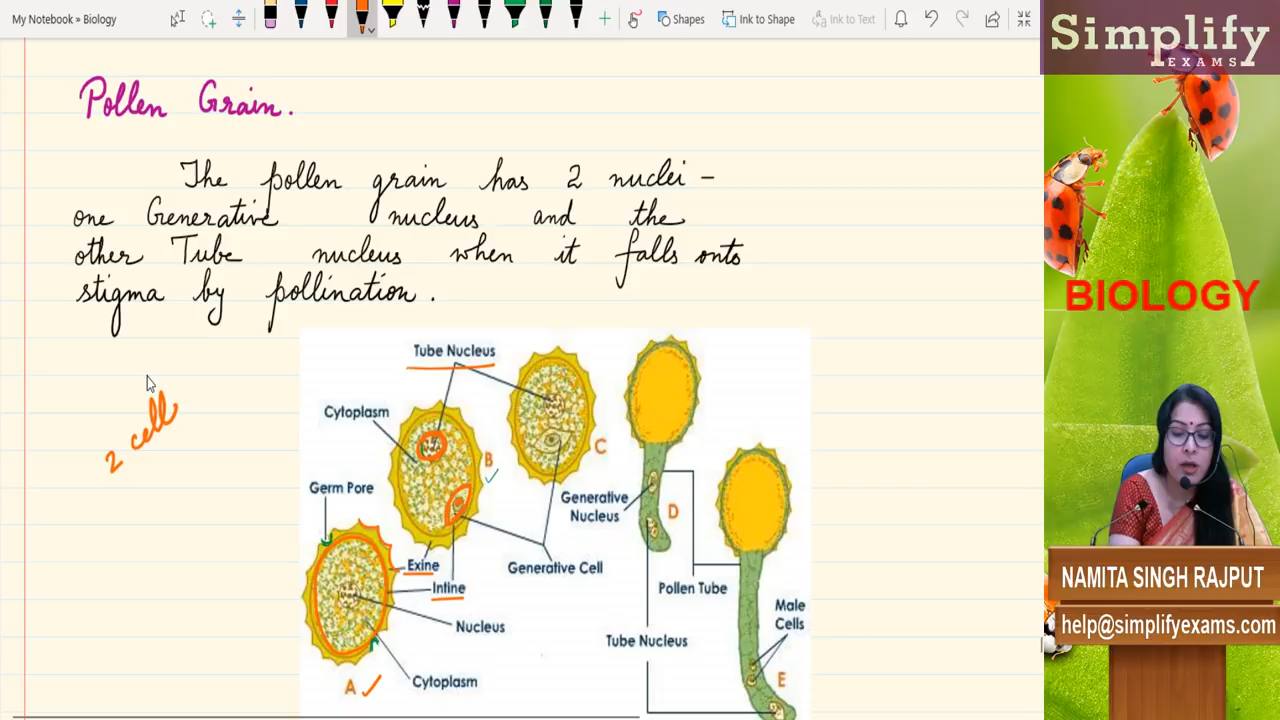 My Notebook » Biology
Shapes
Ink to Shape
Ink to Text
Simplify
EXAMS
Pollen Grain.
The pollen grain has 2 nuclei -
one Generative nucleus and the
other Tube nucleus when it falls onto
stigma by pollination.
2 cell
Tube Nucleus
Cytoplasm
Germ Pore
B
C
Exine
Intine
Generative Cell
Nucleus
A
Cytoplasm
Generative
Nucleus
D
Pollen Tube
Tube Nucleus
Male
Cells
E
BIOLOGY
NAMITA SINGH RAJPUT
help@simplifyexams.com